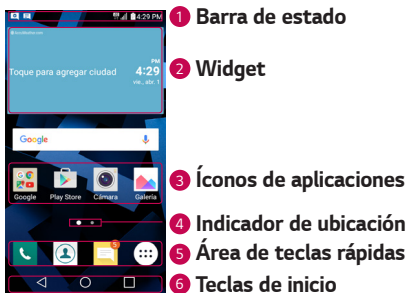 4:29 PM
1 Barra de estado
Toque para agregar ciudad
PM
4:29
vie., abr. 1
2 Widget
Google
Google
Play Store
Cámara
Galería
3 Íconos de aplicaciones
4 Indicador de ubicación
5
5 Área de teclas rápidas
6 Teclas de inicio